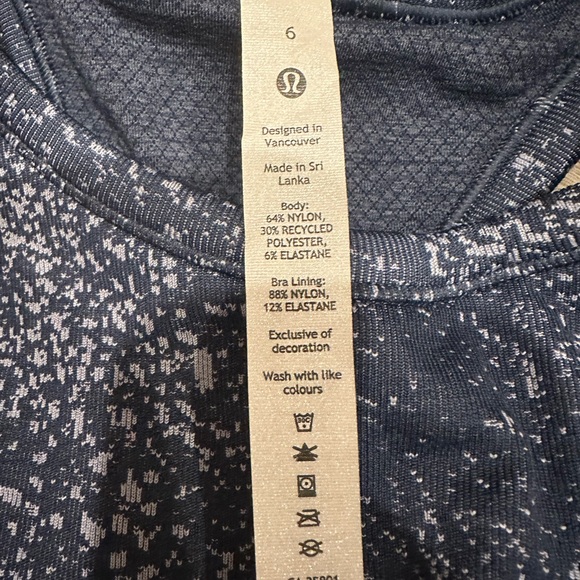 6
Designed in
Vancouver
Made in Sri
Lanka
Body:
64% NYLON,
30% RECYCLED
POLYESTER,
6% ELASTANE
Bra Lining:
88% NYLON,
12% ELASTANE
Exclusive of
decoration
Wash with like
colours
30C